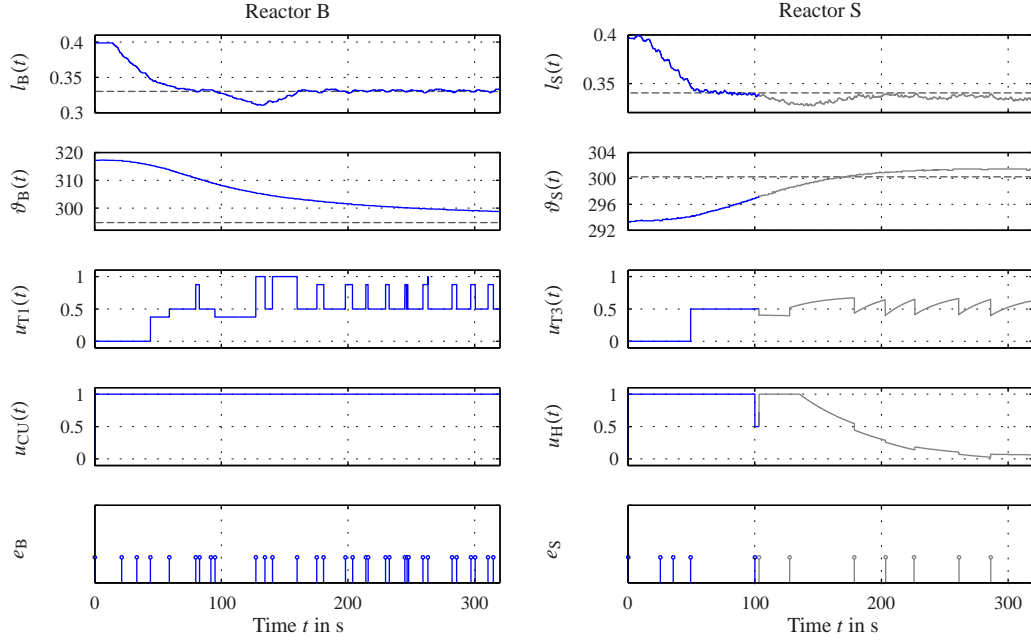 Reactor B
0.4
0.35
0.3
l_B(t)
320
310
300
ϑ_B(t)
1
0.5
0
u_T1(t)
1
0.5
0
u_CU(t)
e_B
0 100 200 300
Time t in s
Reactor S
0.4
0.35
l_S(t)
304
300
296
292
ϑ_S(t)
1
0.5
0
u_T3(t)
1
0.5
0
u_H(t)
e_S
0 100 200 300
Time t in s